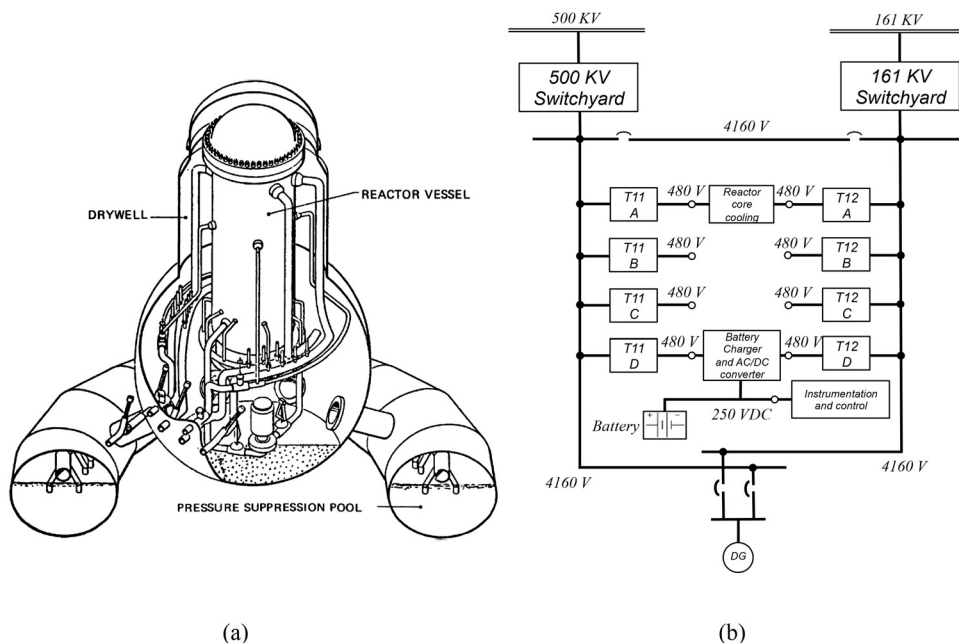 DRYWELL
REACTOR VESSEL
PRESSURE SUPPRESSION POOL
(a)
500 KV
161 KV
500 KV
Switchyard
161 KV
Switchyard
4160 V
T11
A
480 V
Reactor
core
cooling
480 V
T12
A
T11
B
480 V
480 V
T12
B
T11
C
480 V
480 V
T12
C
T11
D
480 V
Battery
Charger
and AC/DC
converter
480 V
T12
D
Battery
+
-
250 VDC
Instrumentation
and control
4160 V
4160 V
DG
(b)